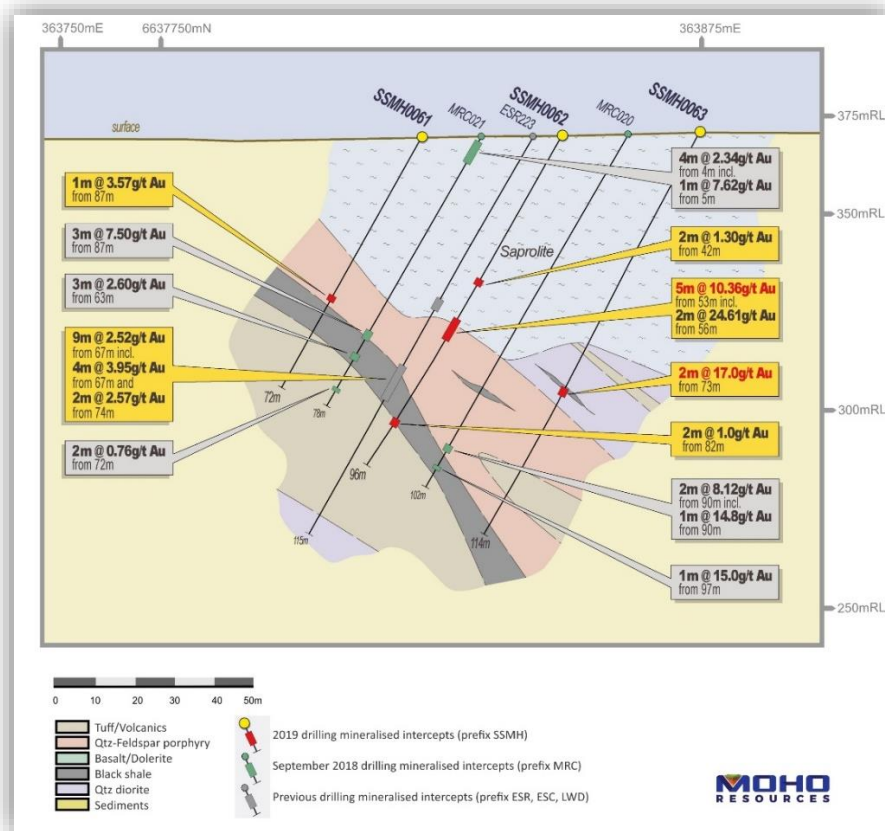 363750mE
6637750mN
363875mE
surface
SSMH0061
MRC021
ESR223
SSMH0062
MRC020
SSMH0063
375mRL
350mRL
300mRL
250mRL
Saprolite
1m @ 3.57g/t Au
from 87m
3m @ 7.50g/t Au
from 87m
3m @ 2.60g/t Au
from 63m
9m @ 2.52g/t Au
from 67m incl.
4m @ 3.95g/t Au
from 67m and
2m @ 2.57g/t Au
from 74m
2m @ 0.76g/t Au
from 72m
4m @ 2.34g/t Au
from 4m incl.
1m @ 7.62g/t Au
from 5m
2m @ 1.30g/t Au
from 42m
5m @ 10.36g/t Au
from 53m incl.
2m @ 24.61g/t Au
from 56m
2m @ 17.0g/t Au
from 73m
2m @ 1.0g/t Au
from 82m
2m @ 8.12g/t Au
from 90m incl.
1m @ 14.8g/t Au
from 90m
1m @ 15.0g/t Au
from 97m
72m
78m
96m
102m
115m
114m
0 10 20 30 40 50m
Tuff/Volcanics
Qtz-Feldspar porphyry
Basalt/Dolerite
Black shale
Qtz diorite
Sediments
2019 drilling mineralised intercepts (prefix SSMH)
September 2018 drilling mineralised intercepts (prefix MRC)
Previous drilling mineralised intercepts (prefix ESR, ESC, LWD)
MOHO
RESOURCES